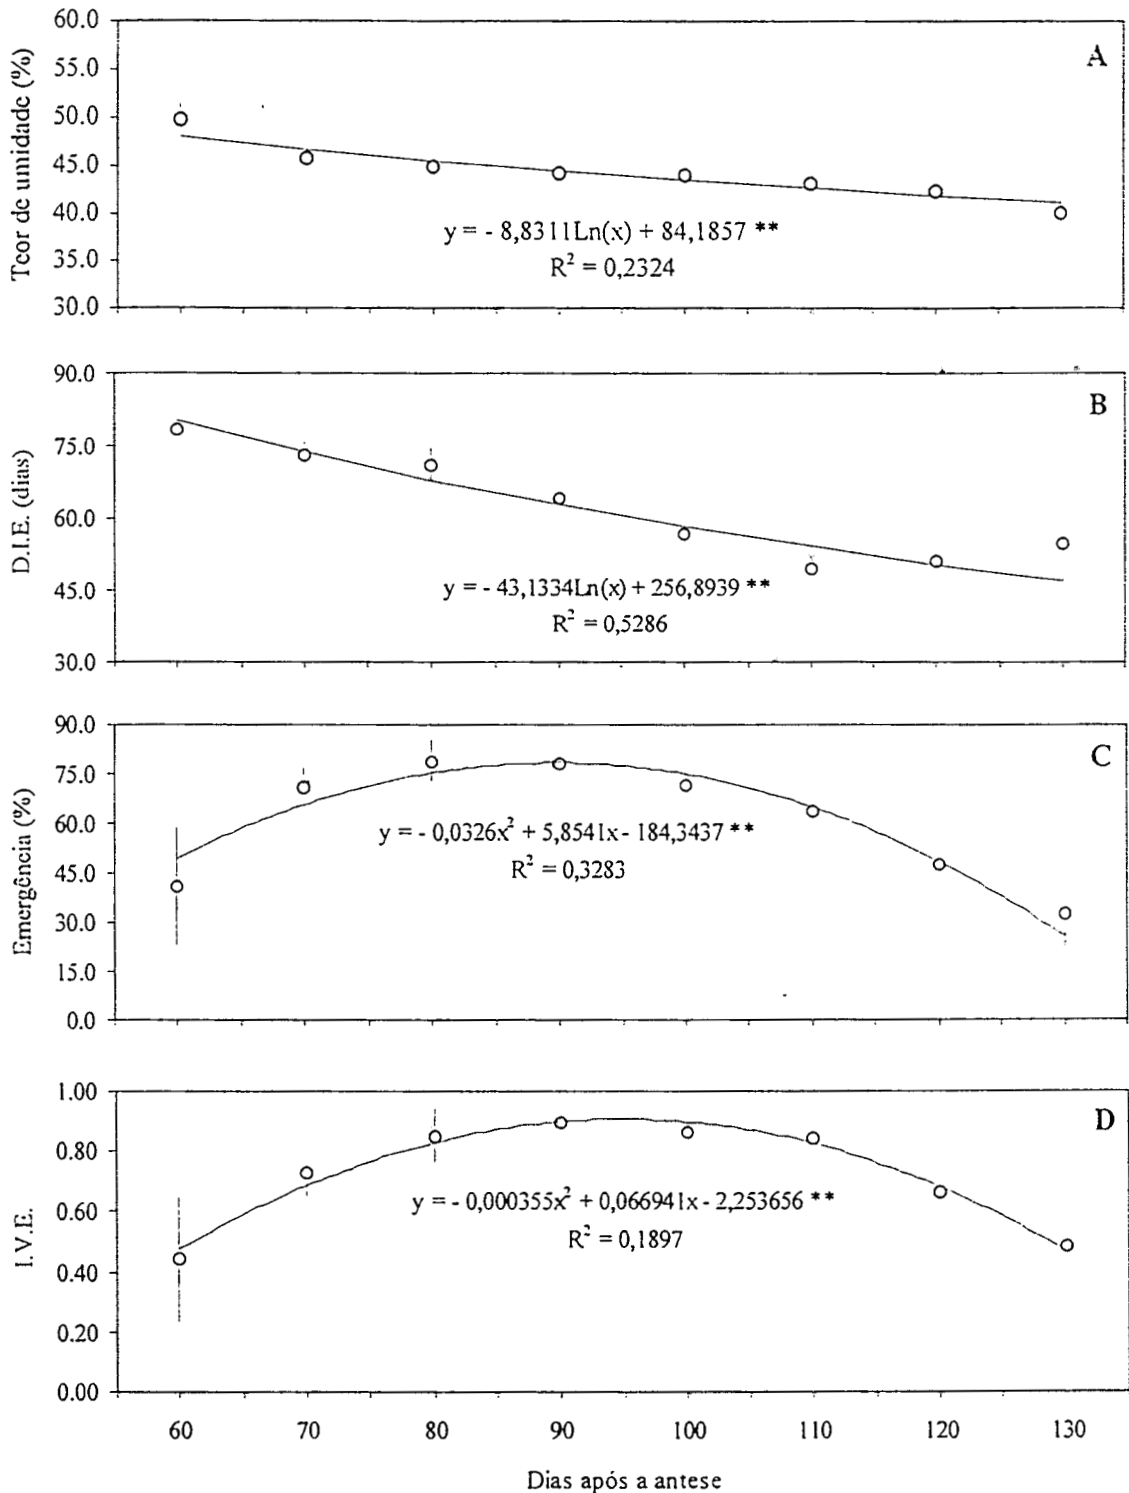 A
Teor de umidade (%)
60.0
55.0
50.0
45.0
40.0
35.0
30.0
y = - 8,8311Ln(x) + 84,1857 **
R² = 0,2324
B
D.I.E. (dias)
90.0
75.0
60.0
45.0
30.0
y = - 43,1334Ln(x) + 256,8939 **
R² = 0,5286
C
Emergência (%)
90.0
75.0
60.0
45.0
30.0
15.0
0.0
y = - 0,0326x² + 5,8541x - 184,3437 **
R² = 0,3283
D
I.V.E.
1.00
0.80
0.60
0.40
0.20
0.00
y = - 0,000355x² + 0,066941x - 2,253656 **
R² = 0,1897
60 70 80 90 100 110 120 130
Dias após a antese